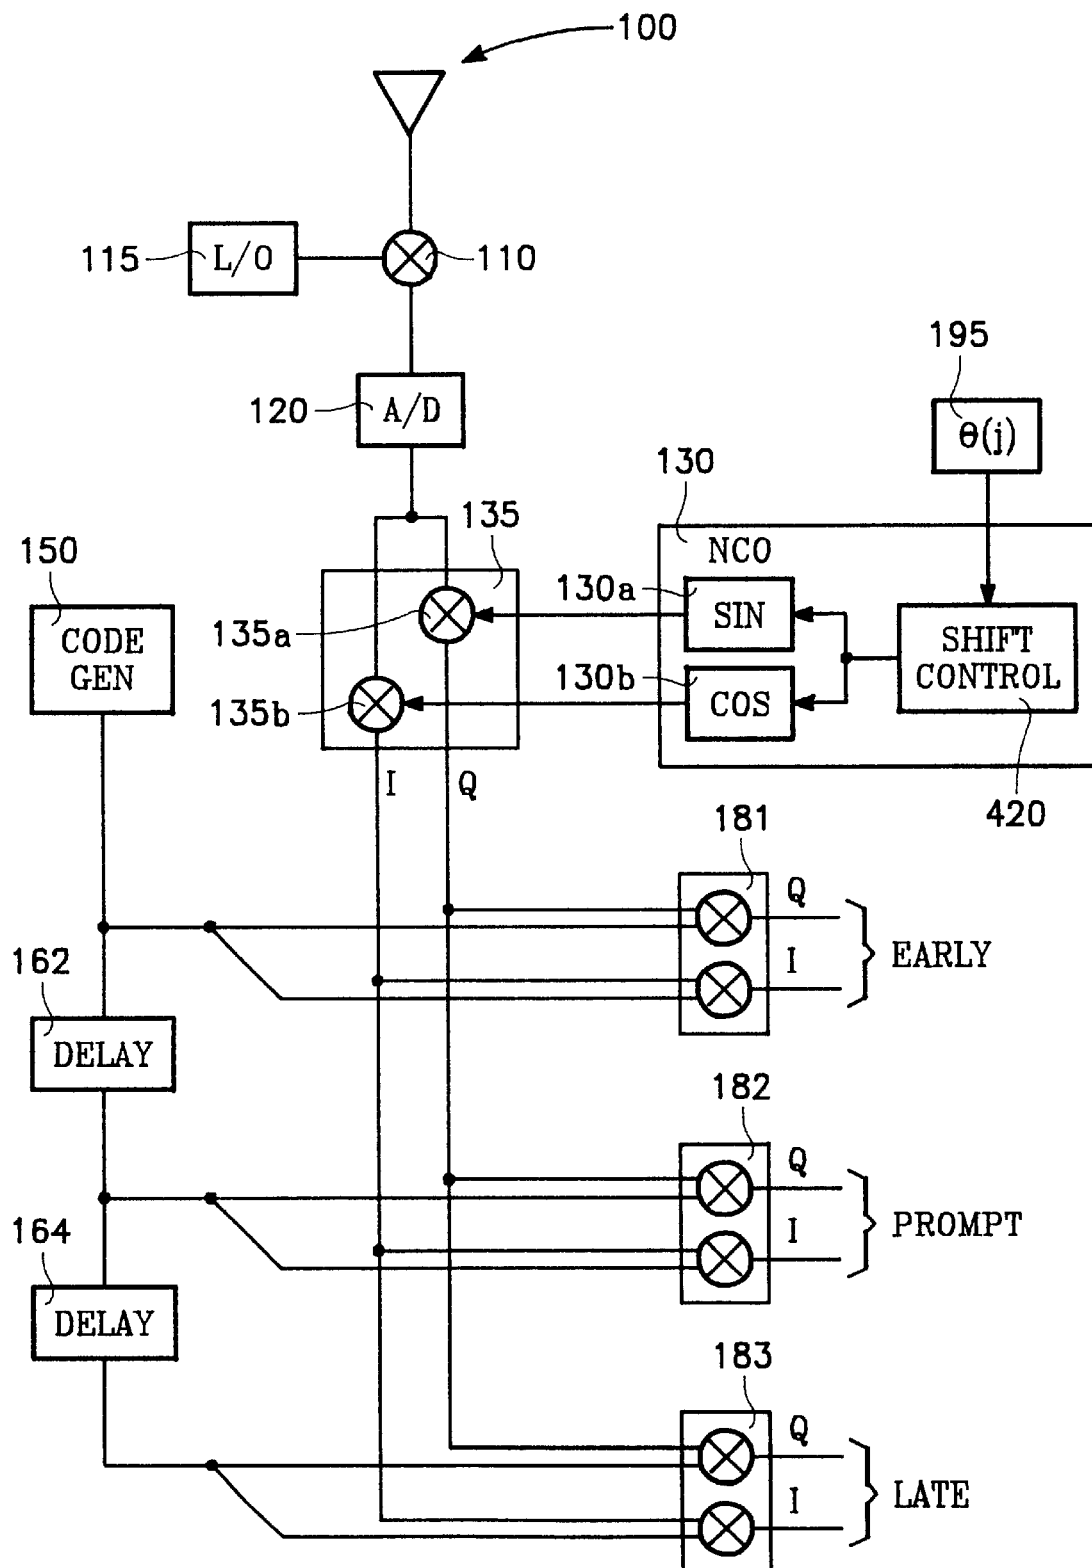 100
115
L/O
110
195
120
A/D
θ(j)
130
135
150
NCO
130a
CODE
GEN
135a
SIN
SHIFT
CONTROL
130b
135b
COS
I
Q
420
181
Q
162
I
EARLY
DELAY
182
Q
164
I
PROMPT
DELAY
183
Q
I
LATE